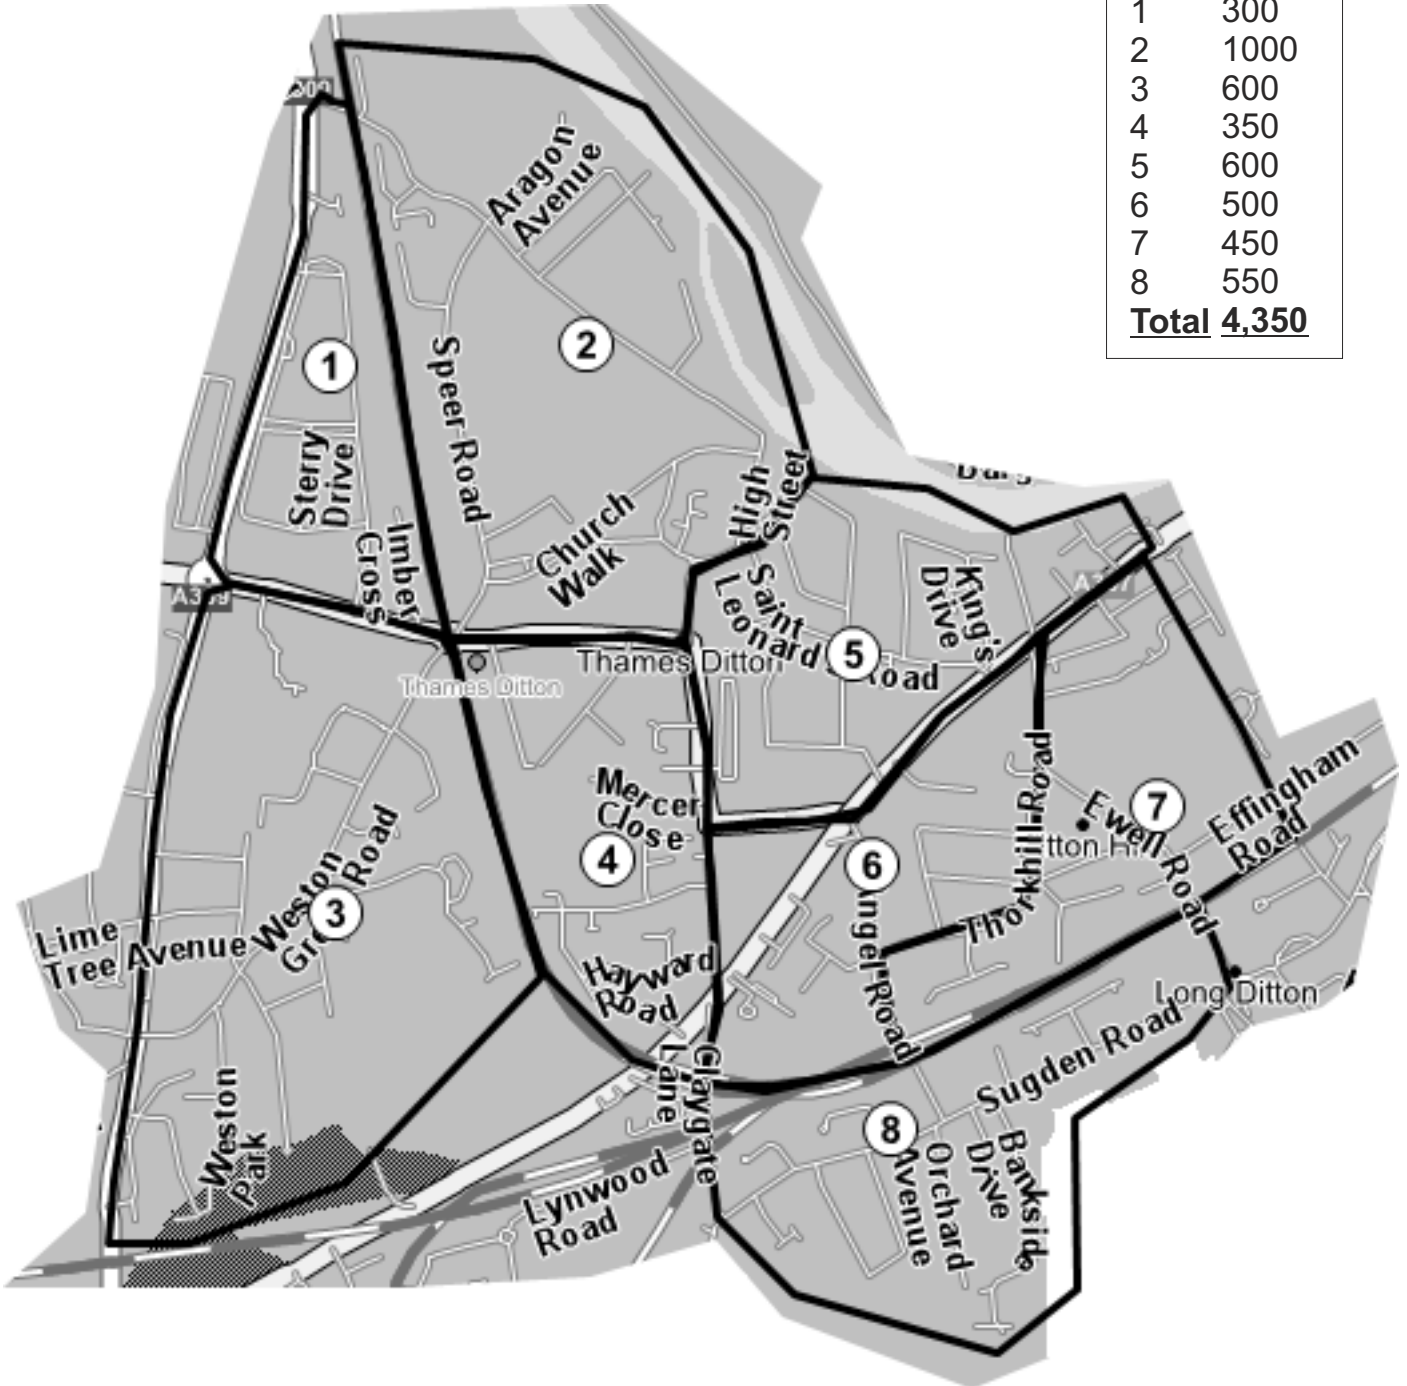 1 300
2 1000
3 600
4 350
5 600
6 500
7 450
8 550
Total 4,350
Aragon
Avenue
2
1
Speer Road
Sterry
Drive
Imber
Cross
High
Street
Church
Walk
Saint
Leonard
Road
King's
Drive
5
Thames Ditton
Thames Ditton
Mercer
Close
4
6
7
Thorkhill Road
Ewell Road
Effingham
Road
Weston
Road
3
Lime
Tree Avenue
Hayward
Road
Long Ditton
Sugden Road
Claygate
Lane
8
Weston
Park
Lynwood
Road
Orchard
Avenue
Bankside
Drive